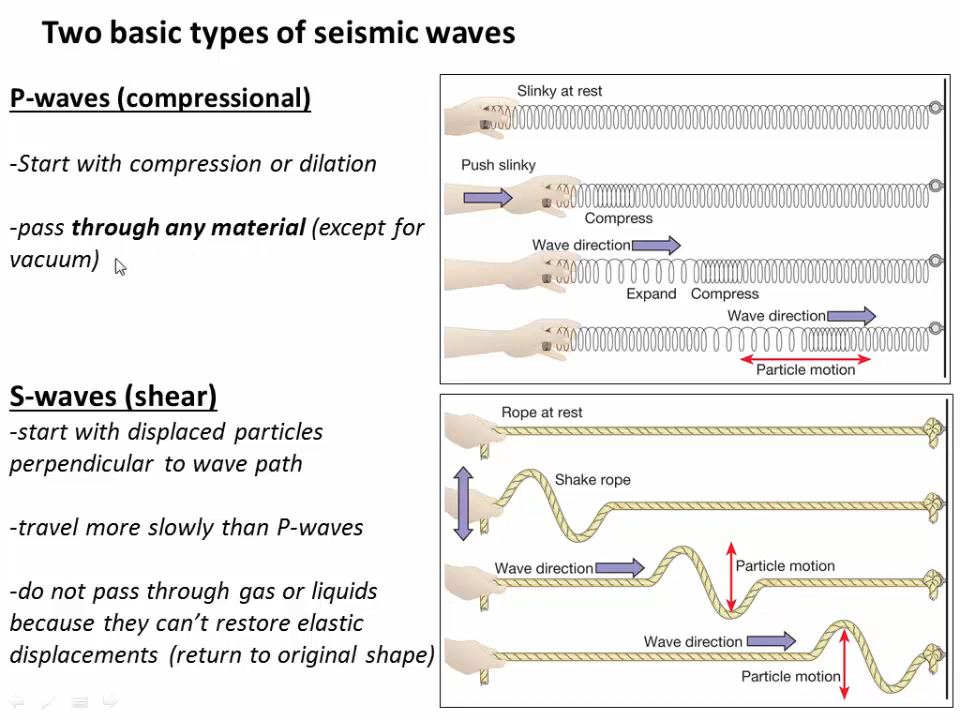 Two basic types of seismic waves
P-waves (compressional)
-Start with compression or dilation
-pass through any material (except for
vacuum)
S-waves (shear)
-start with displaced particles
perpendicular to wave path
-travel more slowly than P-waves
-do not pass through gas or liquids
because they can't restore elastic
displacements (return to original shape)
Slinky at rest
Push slinky
Compress
Wave direction
Expand Compress
Wave direction
Particle motion
Rope at rest
Shake rope
Wave direction
Particle motion
Wave direction
Particle motion